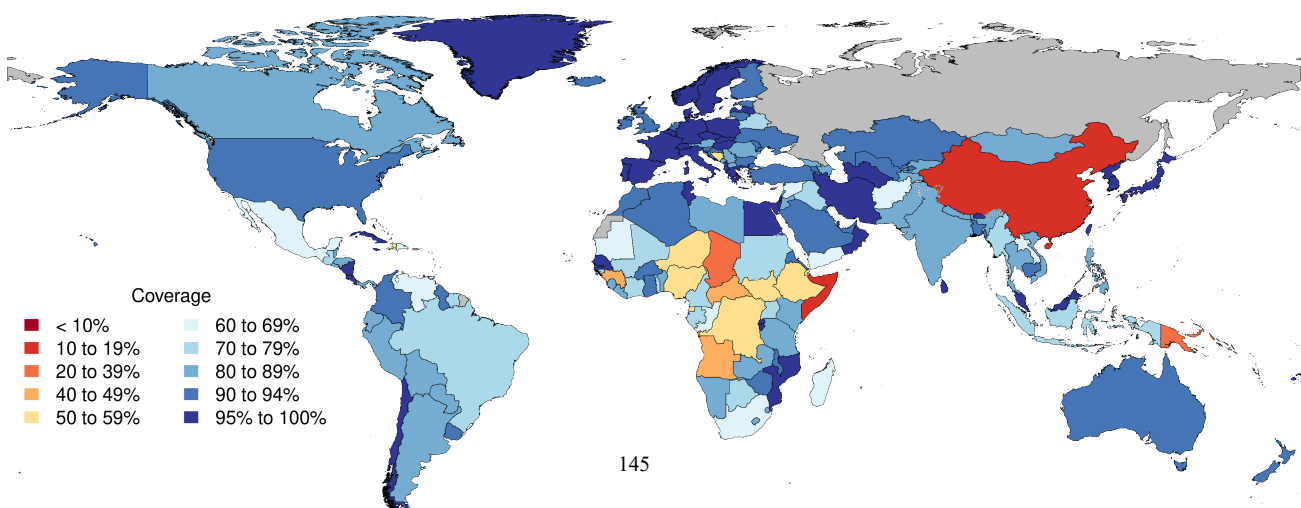 Coverage
< 10%
10 to 19%
20 to 39%
40 to 49%
50 to 59%
60 to 69%
70 to 79%
80 to 89%
90 to 94%
95% to 100%
145